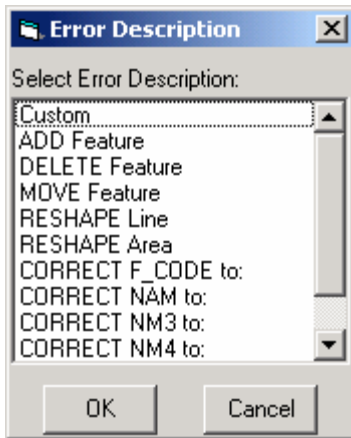 Error Description
Select Error Description:
Custom
ADD Feature
DELETE Feature
MOVE Feature
RESHAPE Line
RESHAPE Area
CORRECT F_CODE to:
CORRECT NAM to:
CORRECT NM3 to:
CORRECT NM4 to:
OK Cancel